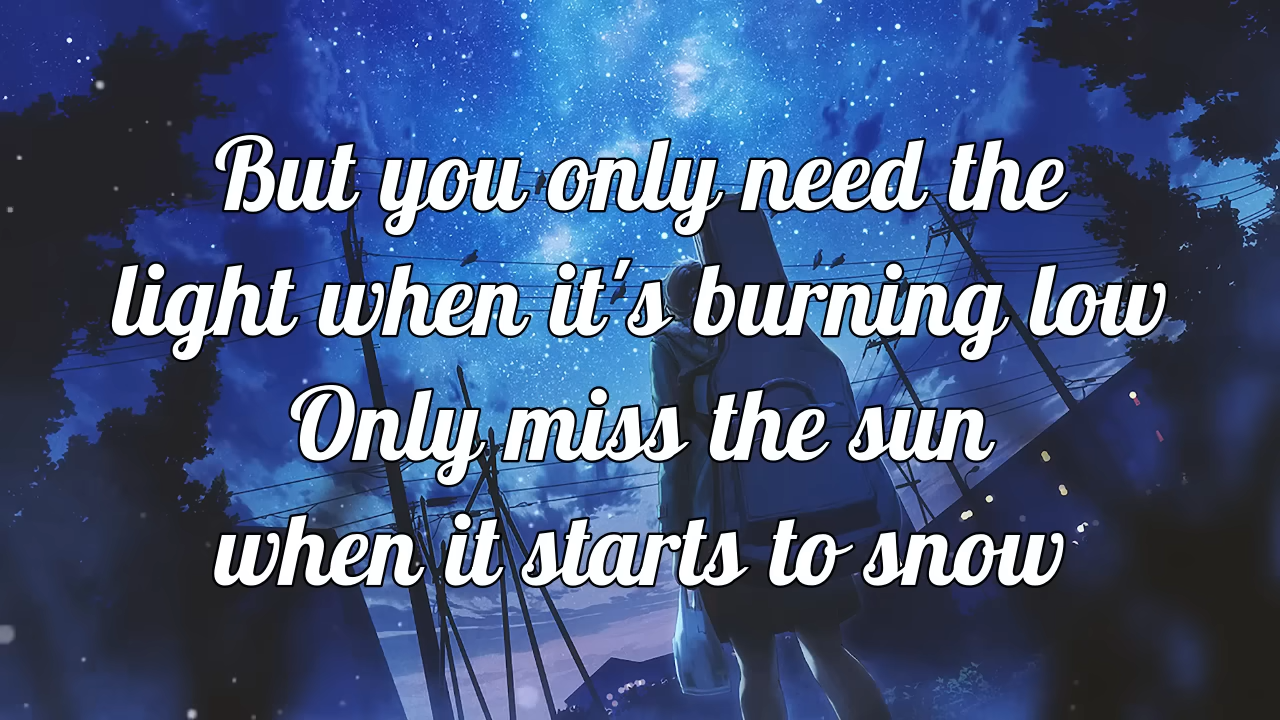 But you only need the
light when it's burning low
Only miss the sun
when it starts to snow